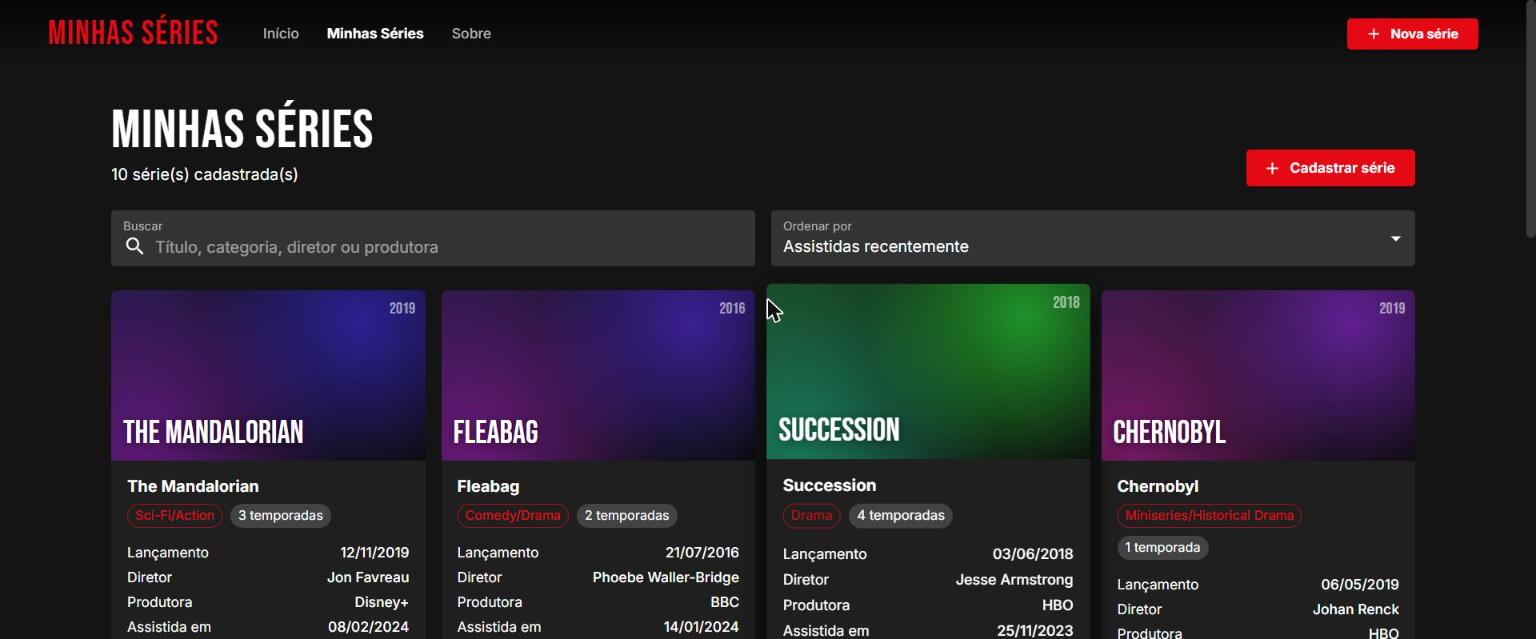 MINHAS SÉRIES
Início
Minhas Séries
Sobre
+ Nova série
MINHAS SÉRIES
10 série(s) cadastrada(s)
+ Cadastrar série
Buscar
Título, categoria, diretor ou produtora
Ordenar por
Assistidas recentemente
2019
THE MANDALORIAN
The Mandalorian
Sci-Fi/Action
3 temporadas
Lançamento 12/11/2019
Diretor Jon Favreau
Produtora Disney+
Assistida em 08/02/2024
2016
FLEABAG
Fleabag
Comedy/Drama
2 temporadas
Lançamento 21/07/2016
Diretor Phoebe Waller-Bridge
Produtora BBC
Assistida em 14/01/2024
2018
SUCCESSION
Succession
Drama
4 temporadas
Lançamento 03/06/2018
Diretor Jesse Armstrong
Produtora HBO
Assistida em 25/11/2023
2019
CHERNOBYL
Chernobyl
Miniseries/Historical Drama
1 temporada
Lançamento 06/05/2019
Diretor Johan Renck
Produtora HBO